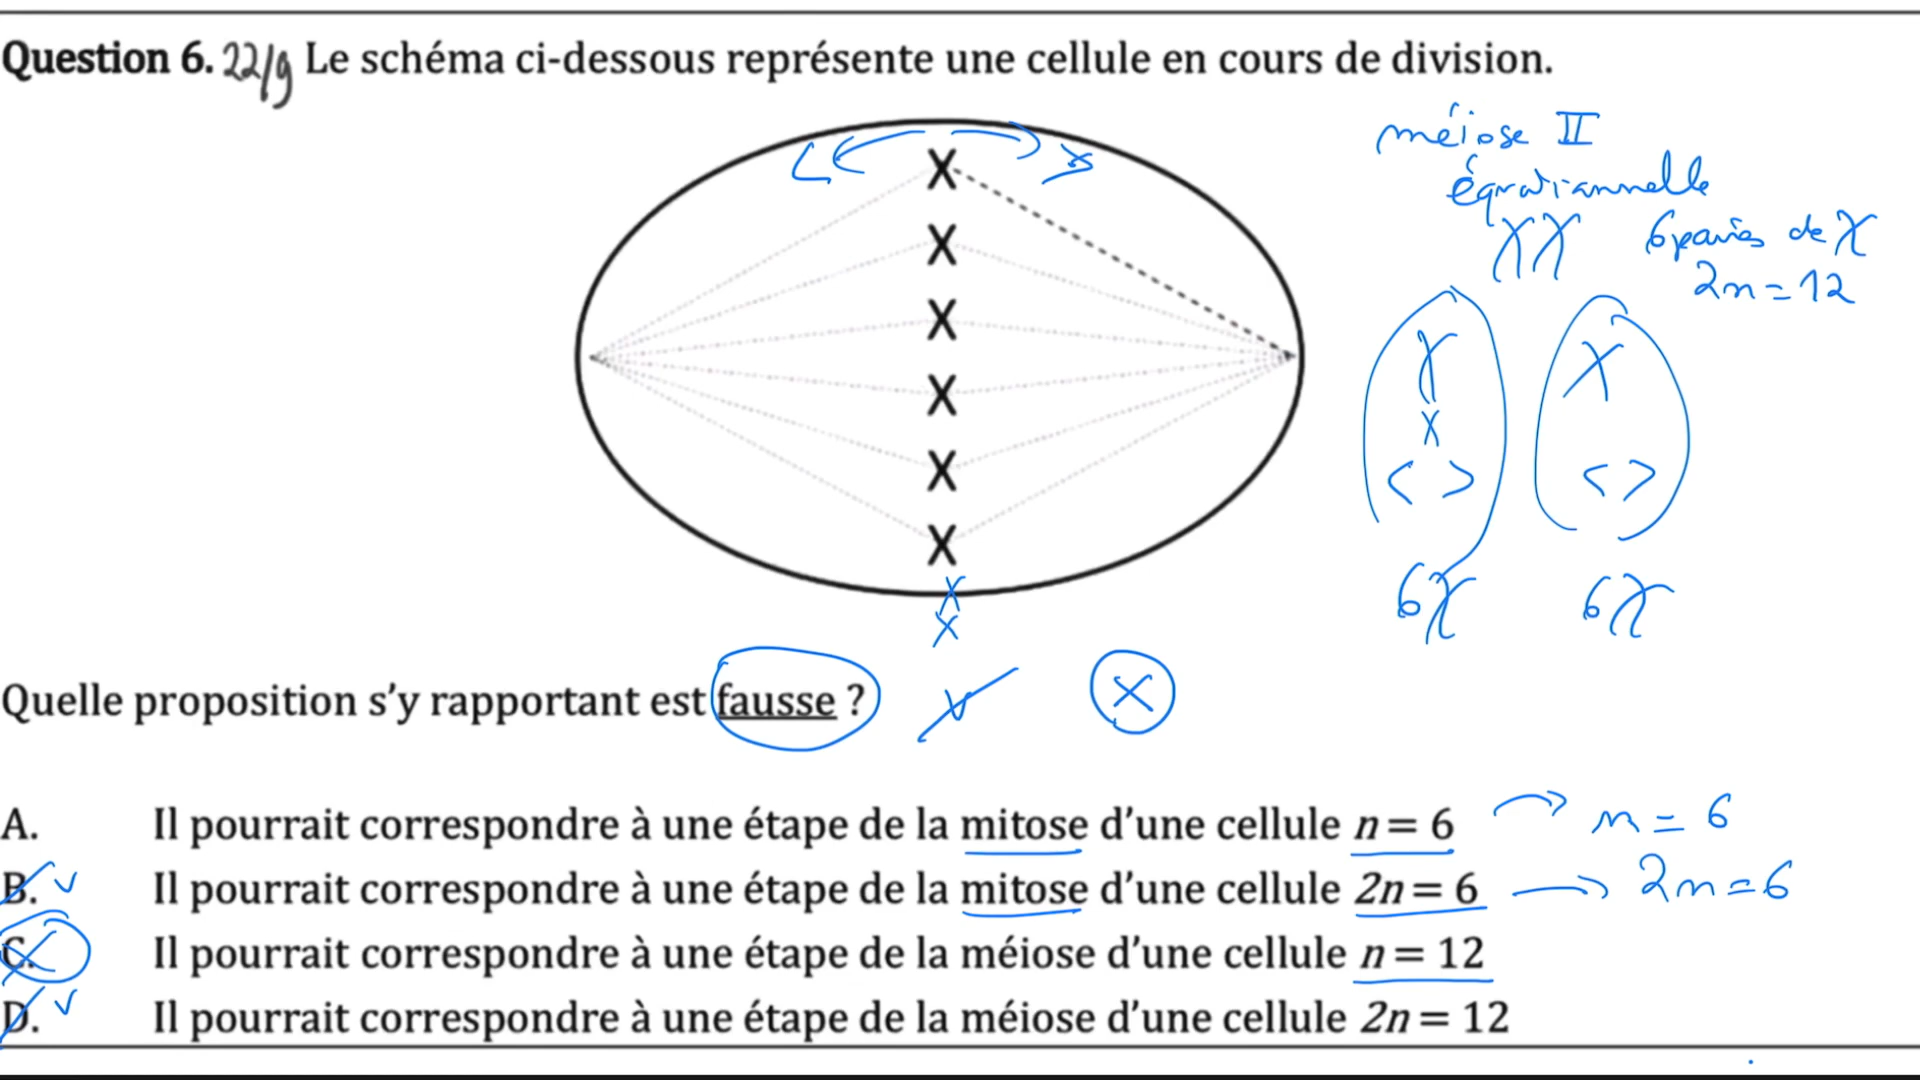 Question 6. 22/9 Le schéma ci-dessous représente une cellule en cours de division.
méiose II
équationnelle
XX 6 paires de X
2n = 12
X
X
X
X
X
X
X
X
X
X
X
< >
< >
6X 6X
Quelle proposition s'y rapportant est fausse ? V X
A. Il pourrait correspondre à une étape de la mitose d'une cellule n = 6 → n = 6
B. V Il pourrait correspondre à une étape de la mitose d'une cellule 2n = 6 → 2n = 6
C. Il pourrait correspondre à une étape de la méiose d'une cellule n = 12
D. V Il pourrait correspondre à une étape de la méiose d'une cellule 2n = 12